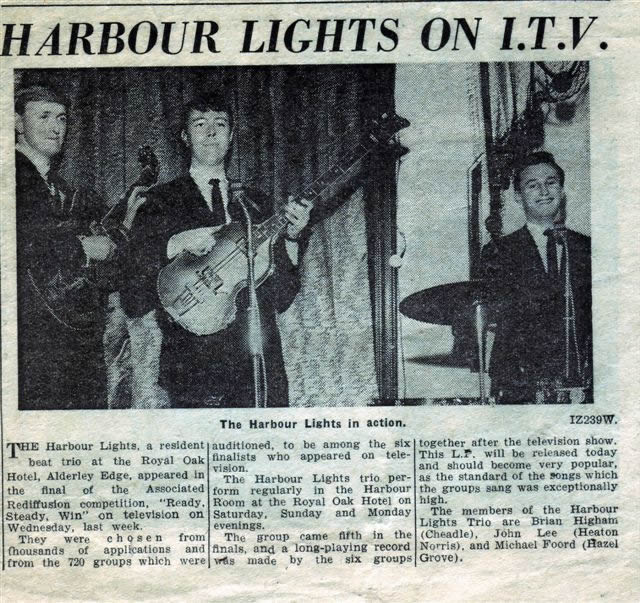 HARBOUR LIGHTS ON I.T.V.
The Harbour Lights in action.
IZ239W.
THE Harbour Lights, a resident
beat trio at the Royal Oak
Hotel, Alderley Edge, appeared in
the final of the Associated
Rediffusion competition, "Ready,
Steady, Win" on television on
Wednesday, last week.
They were chosen from
thousands of applications and
from the 720 groups which were
auditioned, to be among the six
finalists who appeared on tele-
vision.
The Harbour Lights trio per-
form regularly in the Harbour
Room at the Royal Oak Hotel on
Saturday, Sunday and Monday
evenings.
The group came fifth in the
finals, and a long-playing record
was made by the six groups
together after the television show.
This L.P. will be released today
and should become very popular,
as the standard of the songs which
the groups sang was exceptionally
high.
The members of the Harbour
Lights Trio are Brian Higham
(Cheadle), John Lee (Heaton
Norris), and Michael Foord (Hazel
Grove).